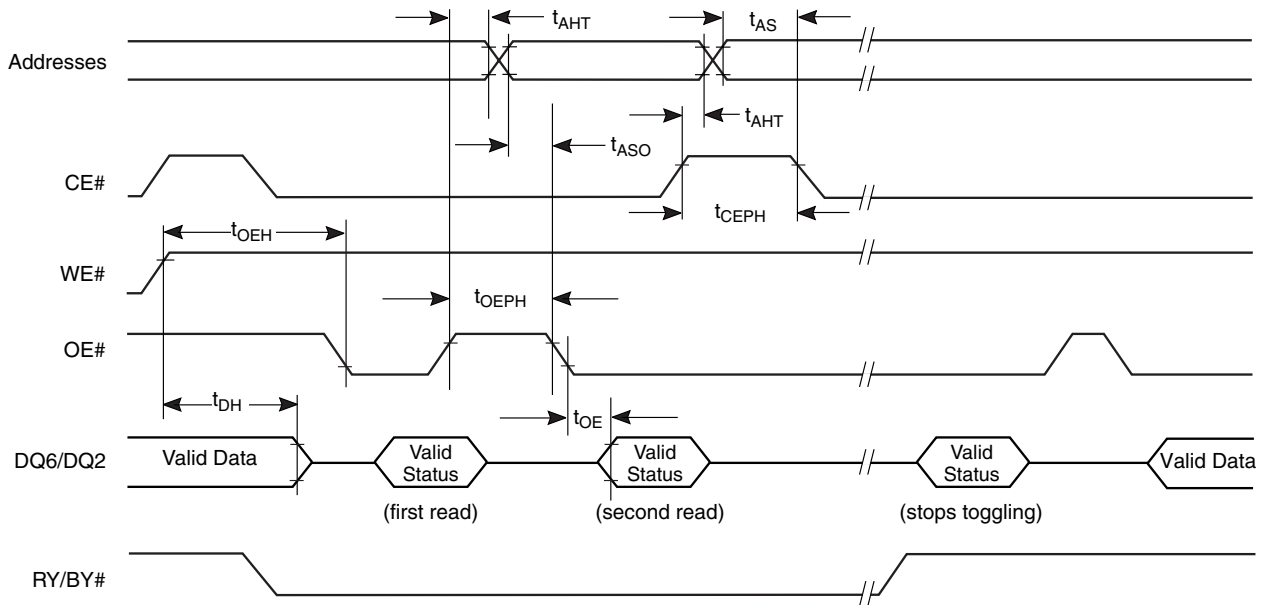 tAHT
tAS
Addresses
tAHT
tASO
CE#
tCEPH
tOEH
WE#
tOEPH
OE#
tDH
tOE
DQ6/DQ2
Valid Data
Valid
Status
Valid
Status
Valid
Status
Valid Data
(first read)
(second read)
(stops toggling)
RY/BY#